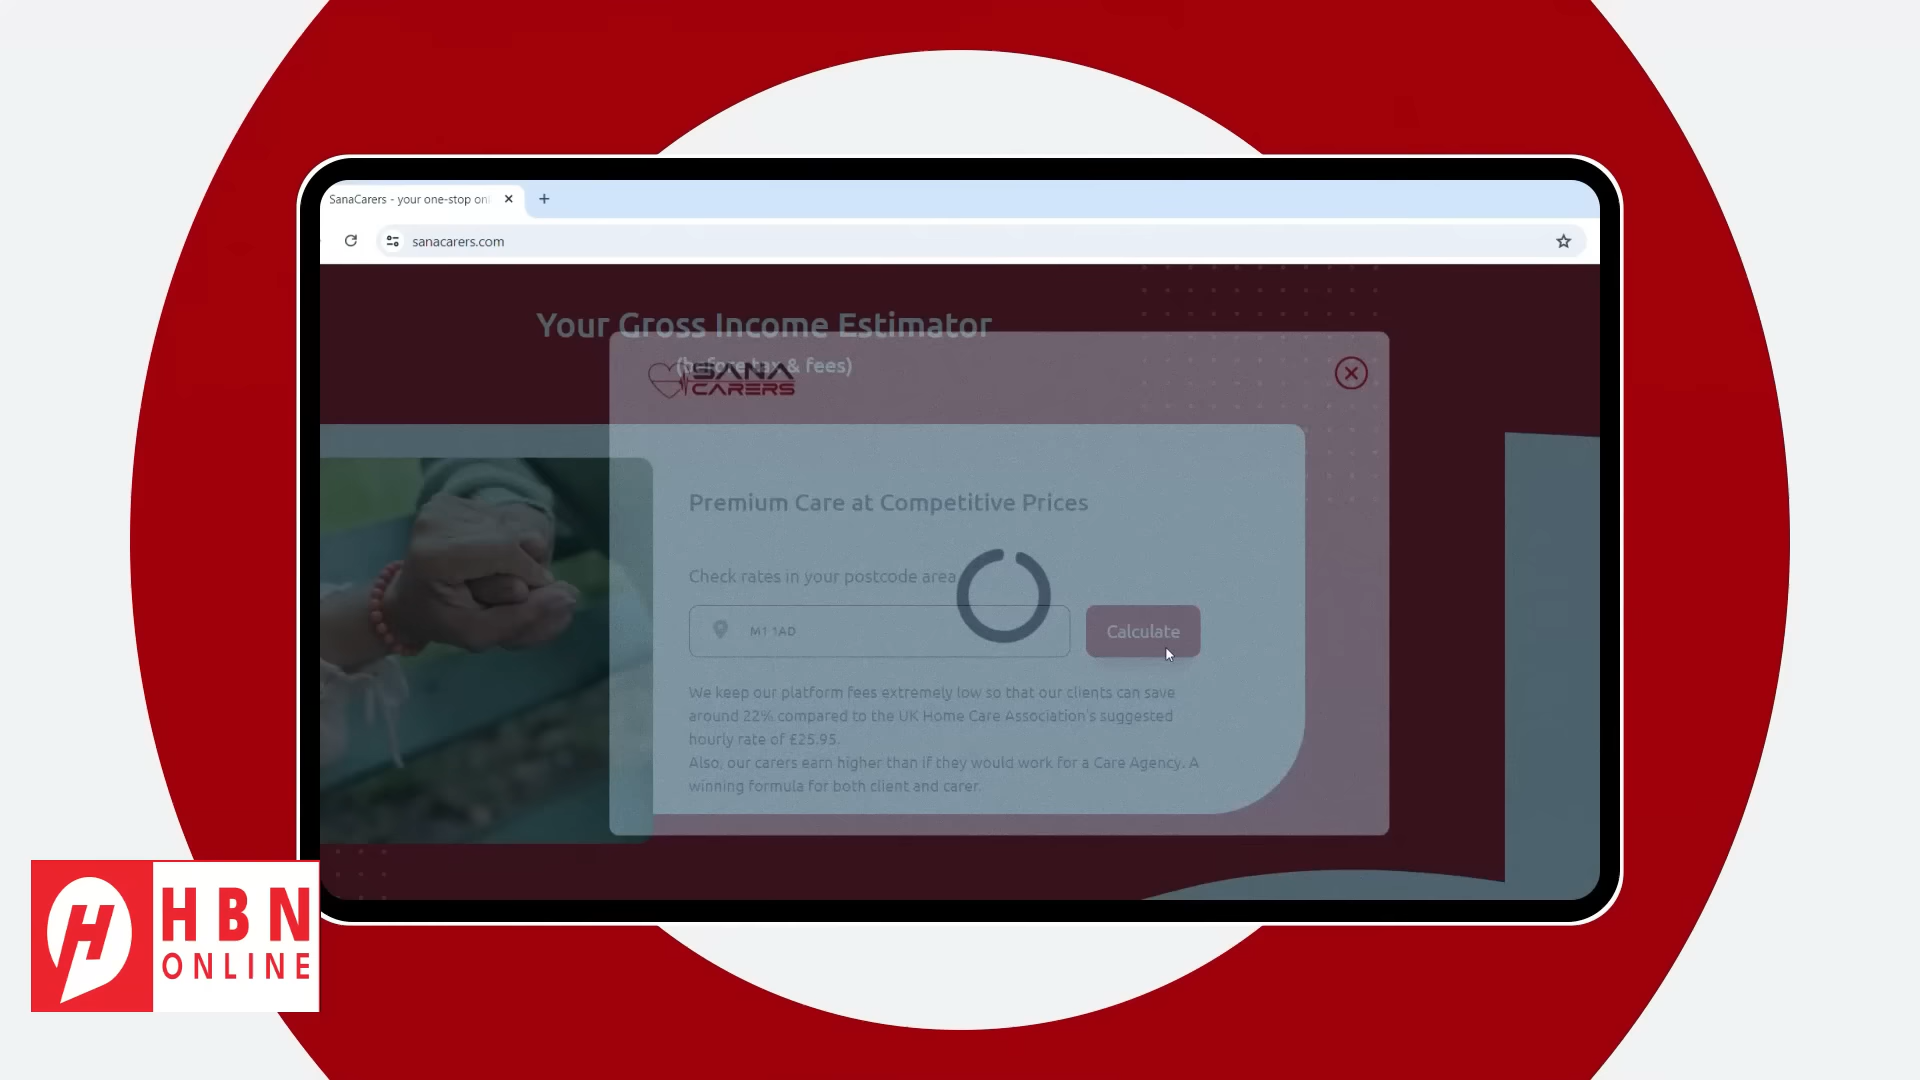 SanaCarers - your one-stop on
sanacarers.com
Your Gross Income Estimator
(before tax & fees)
SANA
CARERS
Premium Care at Competitive Prices
Check rates in your postcode area
M1 1AD
Calculate
We keep our platform fees extremely low so that our clients can save
around 22% compared to the UK Home Care Association's suggested
hourly rate of £25.95.
Also, our carers earn higher than if they would work for a Care Agency. A
winning formula for both client and carer.
H
HBN
ONLINE